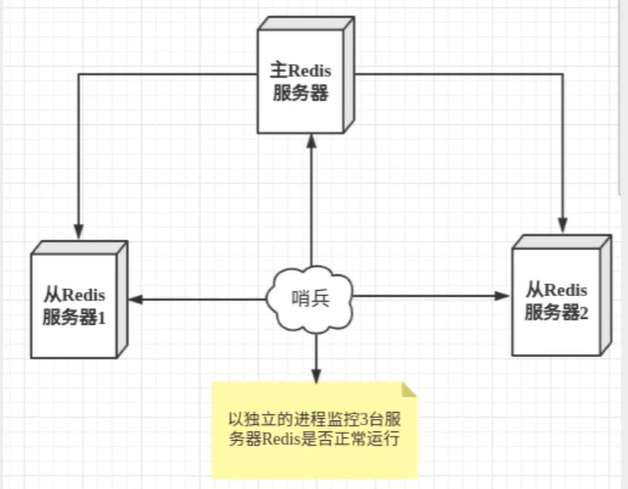 主Redis
服务器
从Redis
服务器1
哨兵
从Redis
服务器2
以独立的进程监控3台服
务器Redis是否正常运行